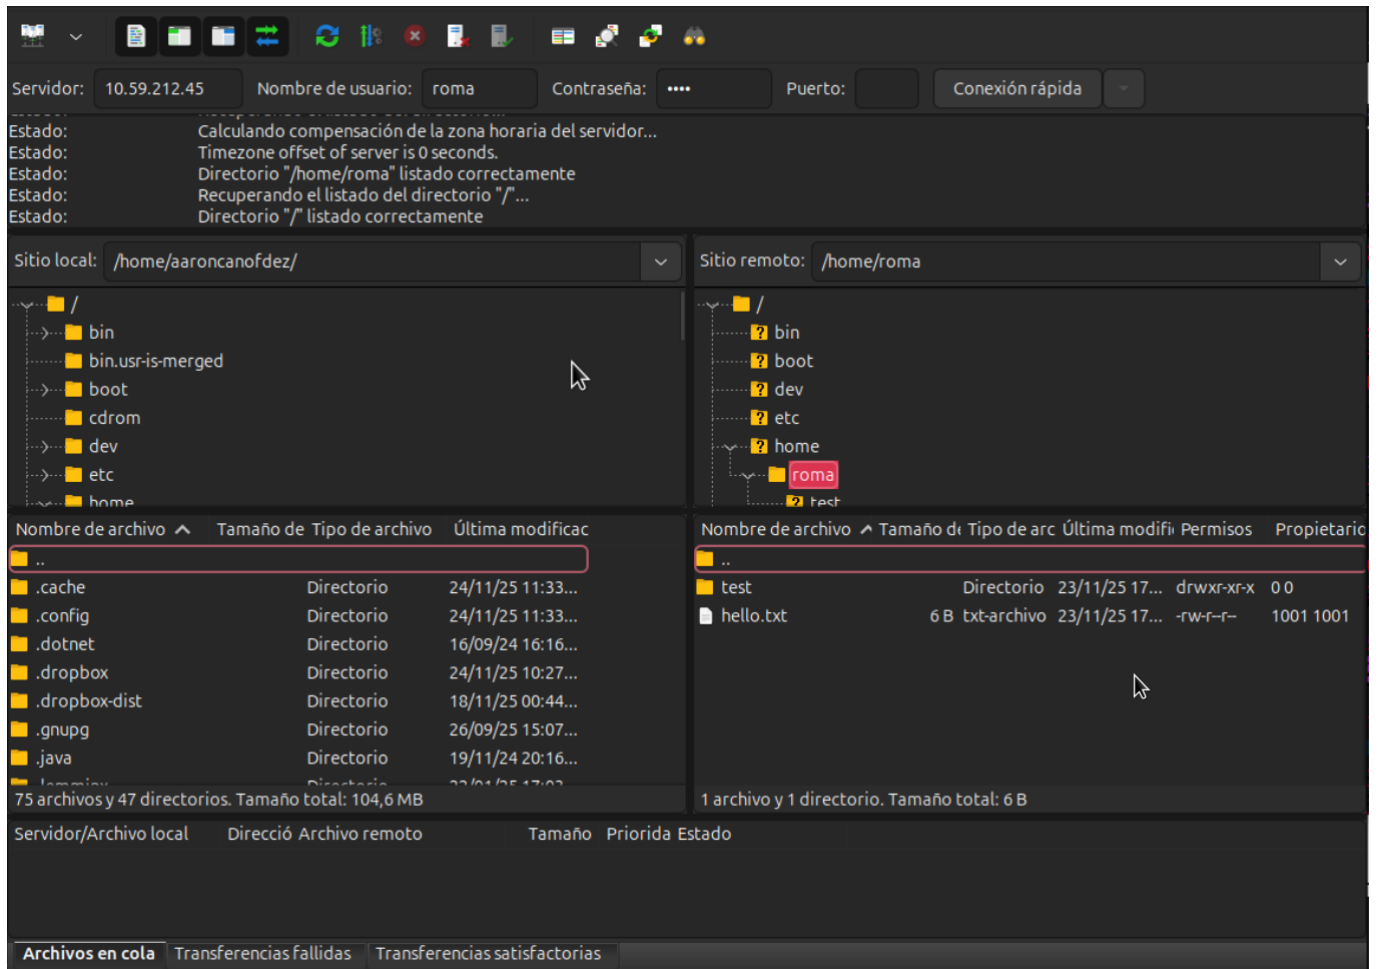 Servidor: 10.59.212.45 Nombre de usuario: roma Contraseña: •••• Puerto: Conexión rápida
Estado: Calculando compensación de la zona horaria del servidor...
Estado: Timezone offset of server is 0 seconds.
Estado: Directorio "/home/roma" listado correctamente
Estado: Recuperando el listado del directorio "/"...
Estado: Directorio "/" listado correctamente
Sitio local: /home/aaroncanofdez/
/
bin
bin.usr-is-merged
boot
cdrom
dev
etc
home
Sitio remoto: /home/roma
/
? bin
? boot
? dev
? etc
? home
roma
? test
Nombre de archivo Tamaño de Tipo de archivo Última modificac
..
.cache Directorio 24/11/25 11:33...
.config Directorio 24/11/25 11:33...
.dotnet Directorio 16/09/24 16:16...
.dropbox Directorio 24/11/25 10:27...
.dropbox-dist Directorio 18/11/25 00:44...
.gnupg Directorio 26/09/25 15:07...
.java Directorio 19/11/24 20:16...
75 archivos y 47 directorios. Tamaño total: 104,6 MB
Nombre de archivo Tamaño de Tipo de arc Última modifi Permisos Propietario
..
test Directorio 23/11/25 17... drwxr-xr-x 0 0
hello.txt 6 B txt-archivo 23/11/25 17... -rw-r--r-- 1001 1001
1 archivo y 1 directorio. Tamaño total: 6 B
Servidor/Archivo local Direcció Archivo remoto Tamaño Priorida Estado
Archivos en cola Transferencias fallidas Transferencias satisfactorias